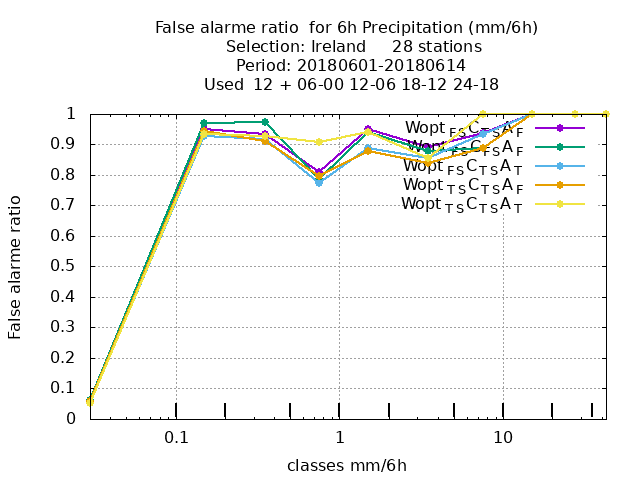 False alarme ratio  for 6h Precipitation (mm/6h)
Selection: Ireland     28 stations
Period: 20180601-20180614
Used  12 + 06-00 12-06 18-12 24-18
False alarme ratio
1
0.9
0.8
0.7
0.6
0.5
0.4
0.3
0.2
0.1
0
Wopt FS C TS A F
C FS A F
Wopt FS C TS A T
Wopt TS C TS A F
Wopt TS C TS A T
0.1 1 10
classes mm/6h